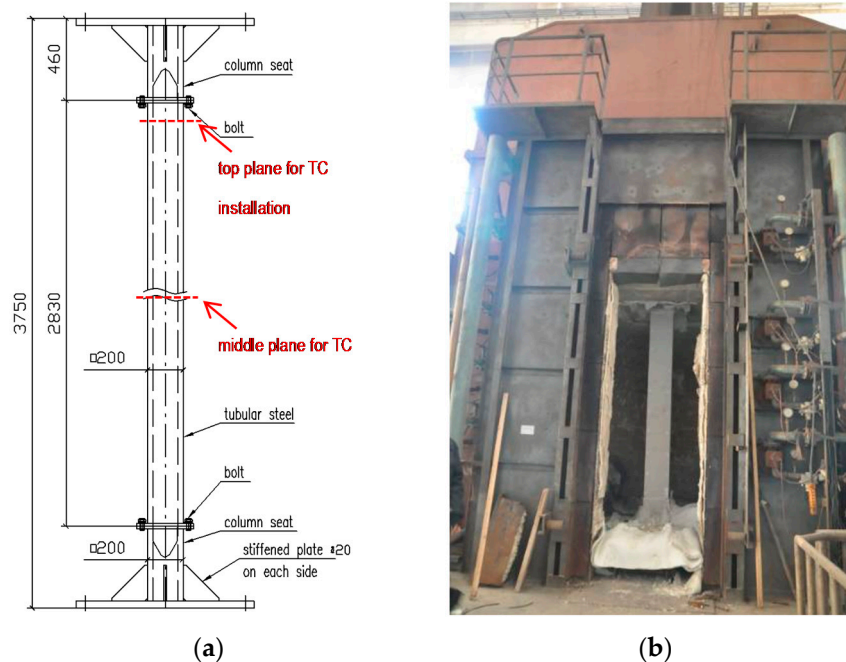 460
column seat
bolt
top plane for TC
installation
3750
2830
middle plane for TC
□200
tubular steel
bolt
column seat
□200
stiffened plate
on each side
(a)
(b)